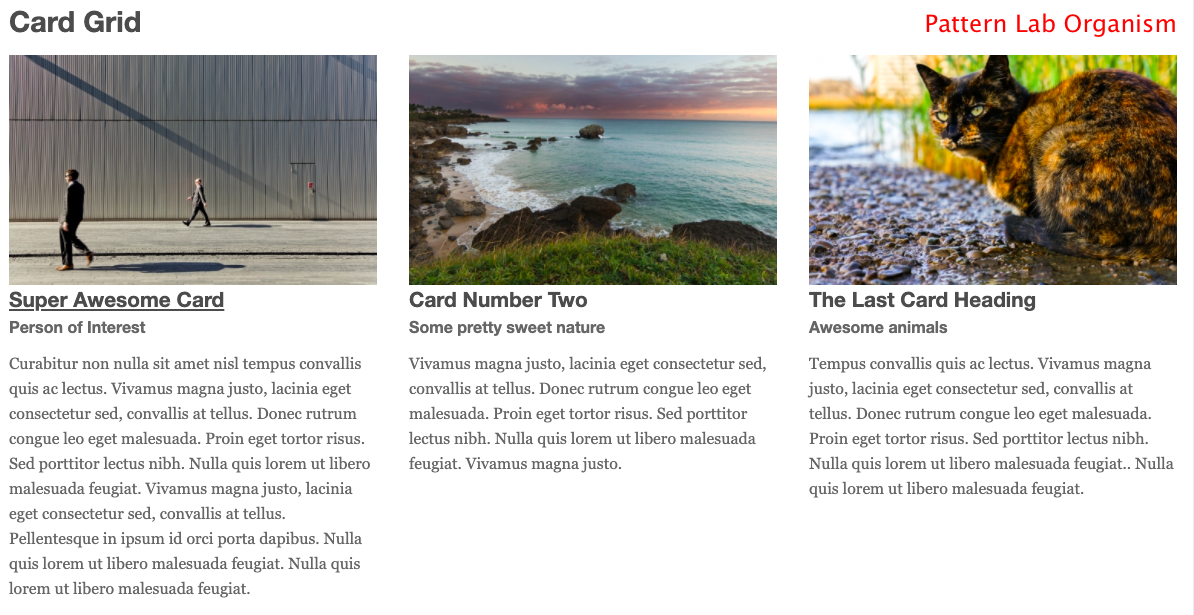 Card Grid
Pattern Lab Organism
Super Awesome Card
Person of Interest
Curabitur non nulla sit amet nisl tempus convallis
quis ac lectus. Vivamus magna justo, lacinia eget
consectetur sed, convallis at tellus. Donec rutrum
congue leo eget malesuada. Proin eget tortor risus.
Sed porttitor lectus nibh. Nulla quis lorem ut libero
malesuada feugiat. Vivamus magna justo, lacinia
eget consectetur sed, convallis at tellus.
Pellentesque in ipsum id orci porta dapibus. Nulla
quis lorem ut libero malesuada feugiat. Nulla quis
lorem ut libero malesuada feugiat.
Card Number Two
Some pretty sweet nature
Vivamus magna justo, lacinia eget consectetur sed,
convallis at tellus. Donec rutrum congue leo eget
malesuada. Proin eget tortor risus. Sed porttitor
lectus nibh. Nulla quis lorem ut libero malesuada
feugiat. Vivamus magna justo.
The Last Card Heading
Awesome animals
Tempus convallis quis ac lectus. Vivamus magna
justo, lacinia eget consectetur sed, convallis at
tellus. Donec rutrum congue leo eget malesuada.
Proin eget tortor risus. Sed porttitor lectus nibh.
Nulla quis lorem ut libero malesuada feugiat.. Nulla
quis lorem ut libero malesuada feugiat.